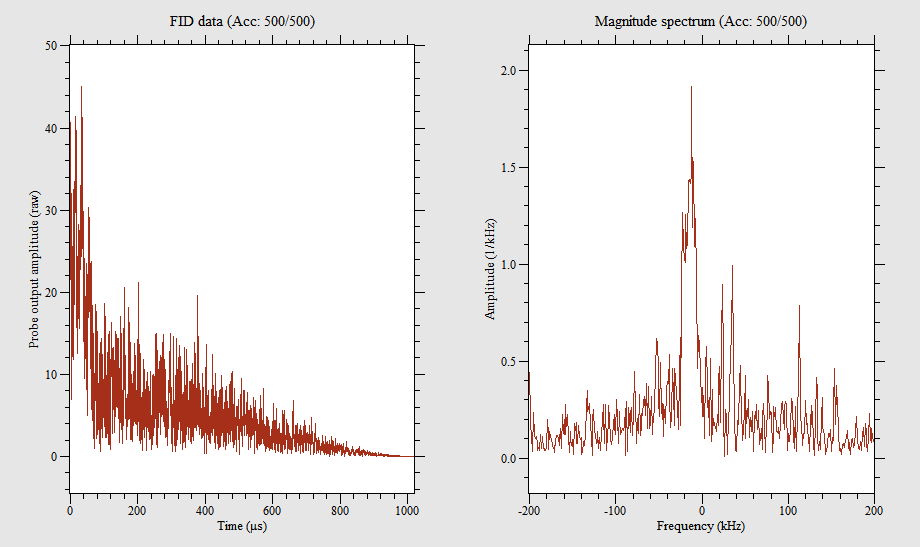 FID data (Acc: 500/500)
50
40
30
20
10
0
Probe output amplitude (raw)
0 200 400 600 800 1000
Time (µs)
Magnitude spectrum (Acc: 500/500)
2.0
1.5
1.0
0.5
0.0
Amplitude (1/kHz)
-200 -100 0 100 200
Frequency (kHz)